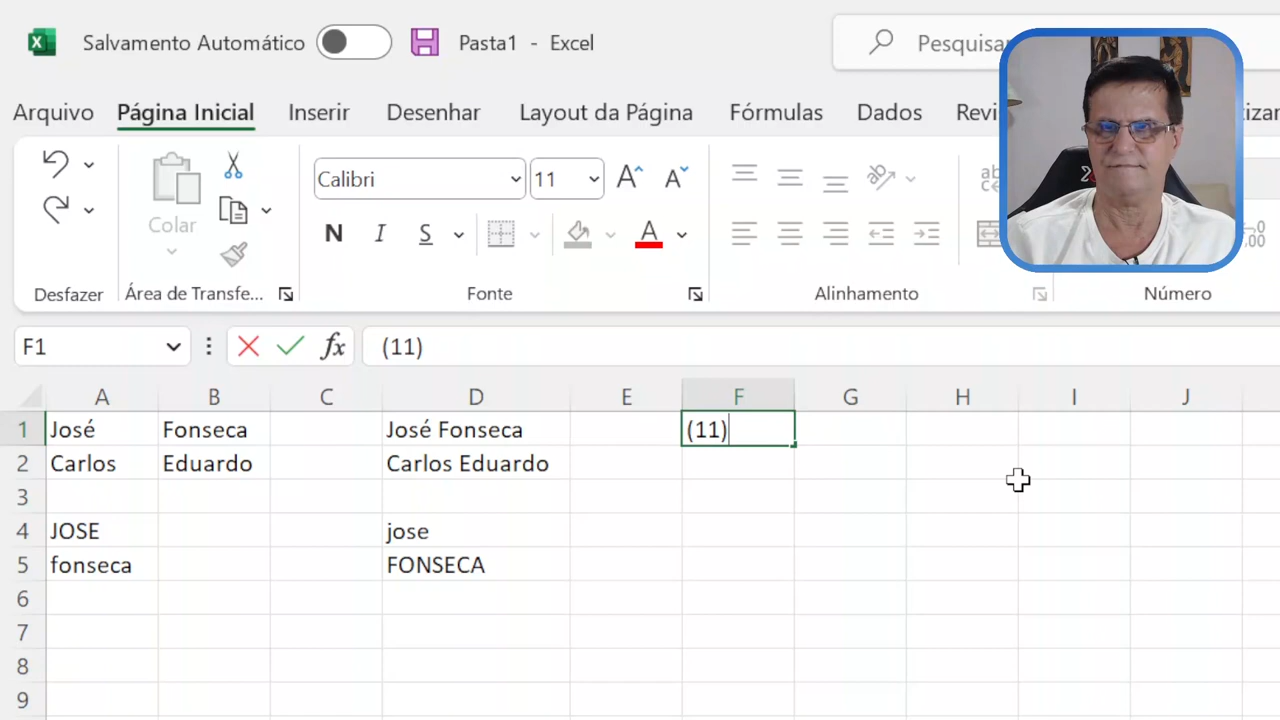 Salvamento Automático Pasta1 - Excel Pesquisar
Arquivo Página Inicial Inserir Desenhar Layout da Página Fórmulas Dados
Colar Calibri 11
N I S
Desfazer Área de Transfe... Fonte Alinhamento Número
F1 fx (11)
A B C D E F G H I J
1 José Fonseca José Fonseca (11)
2 Carlos Eduardo Carlos Eduardo
3
4 JOSE jose
5 fonseca FONSECA
6
7
8
9